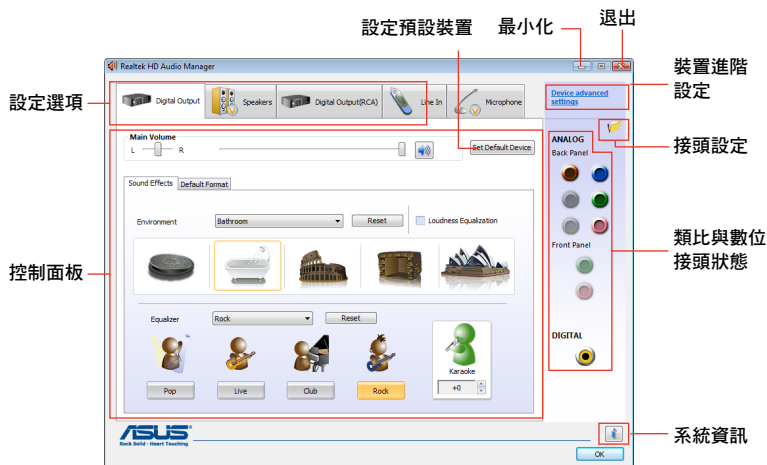 設定預設裝置
最小化
退出
Realtek HD Audio Manager
設定選項
Digital Output
Speakers
Digital Output(RCA)
Line In
Microphone
Device advanced
settings
裝置進階
設定
Main Volume
L
R
Set Default Device
接頭設定
ANALOG
Back Panel
Sound Effects
Default Format
Environment
Bathroom
Reset
Loudness Equalization
Front Panel
類比與數位
接頭狀態
控制面板
Equalizer
Rock
Reset
Karaoke
DIGITAL
Pop
Live
Club
Rock
+0
ASUS
Rock Solid · Heart Touching
系統資訊
OK